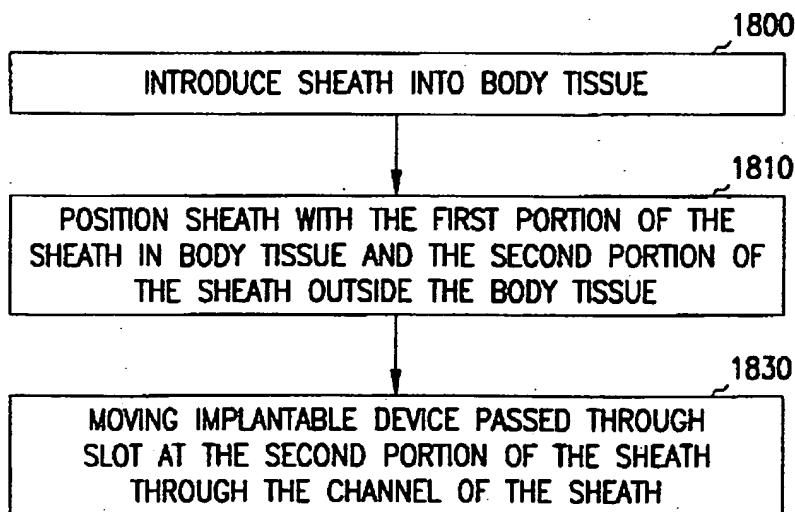 1800
INTRODUCE SHEATH INTO BODY TISSUE
1810
POSITION SHEATH WITH THE FIRST PORTION OF THE
SHEATH IN BODY TISSUE AND THE SECOND PORTION OF
THE SHEATH OUTSIDE THE BODY TISSUE
1830
MOVING IMPLANTABLE DEVICE PASSED THROUGH
SLOT AT THE SECOND PORTION OF THE SHEATH
THROUGH THE CHANNEL OF THE SHEATH